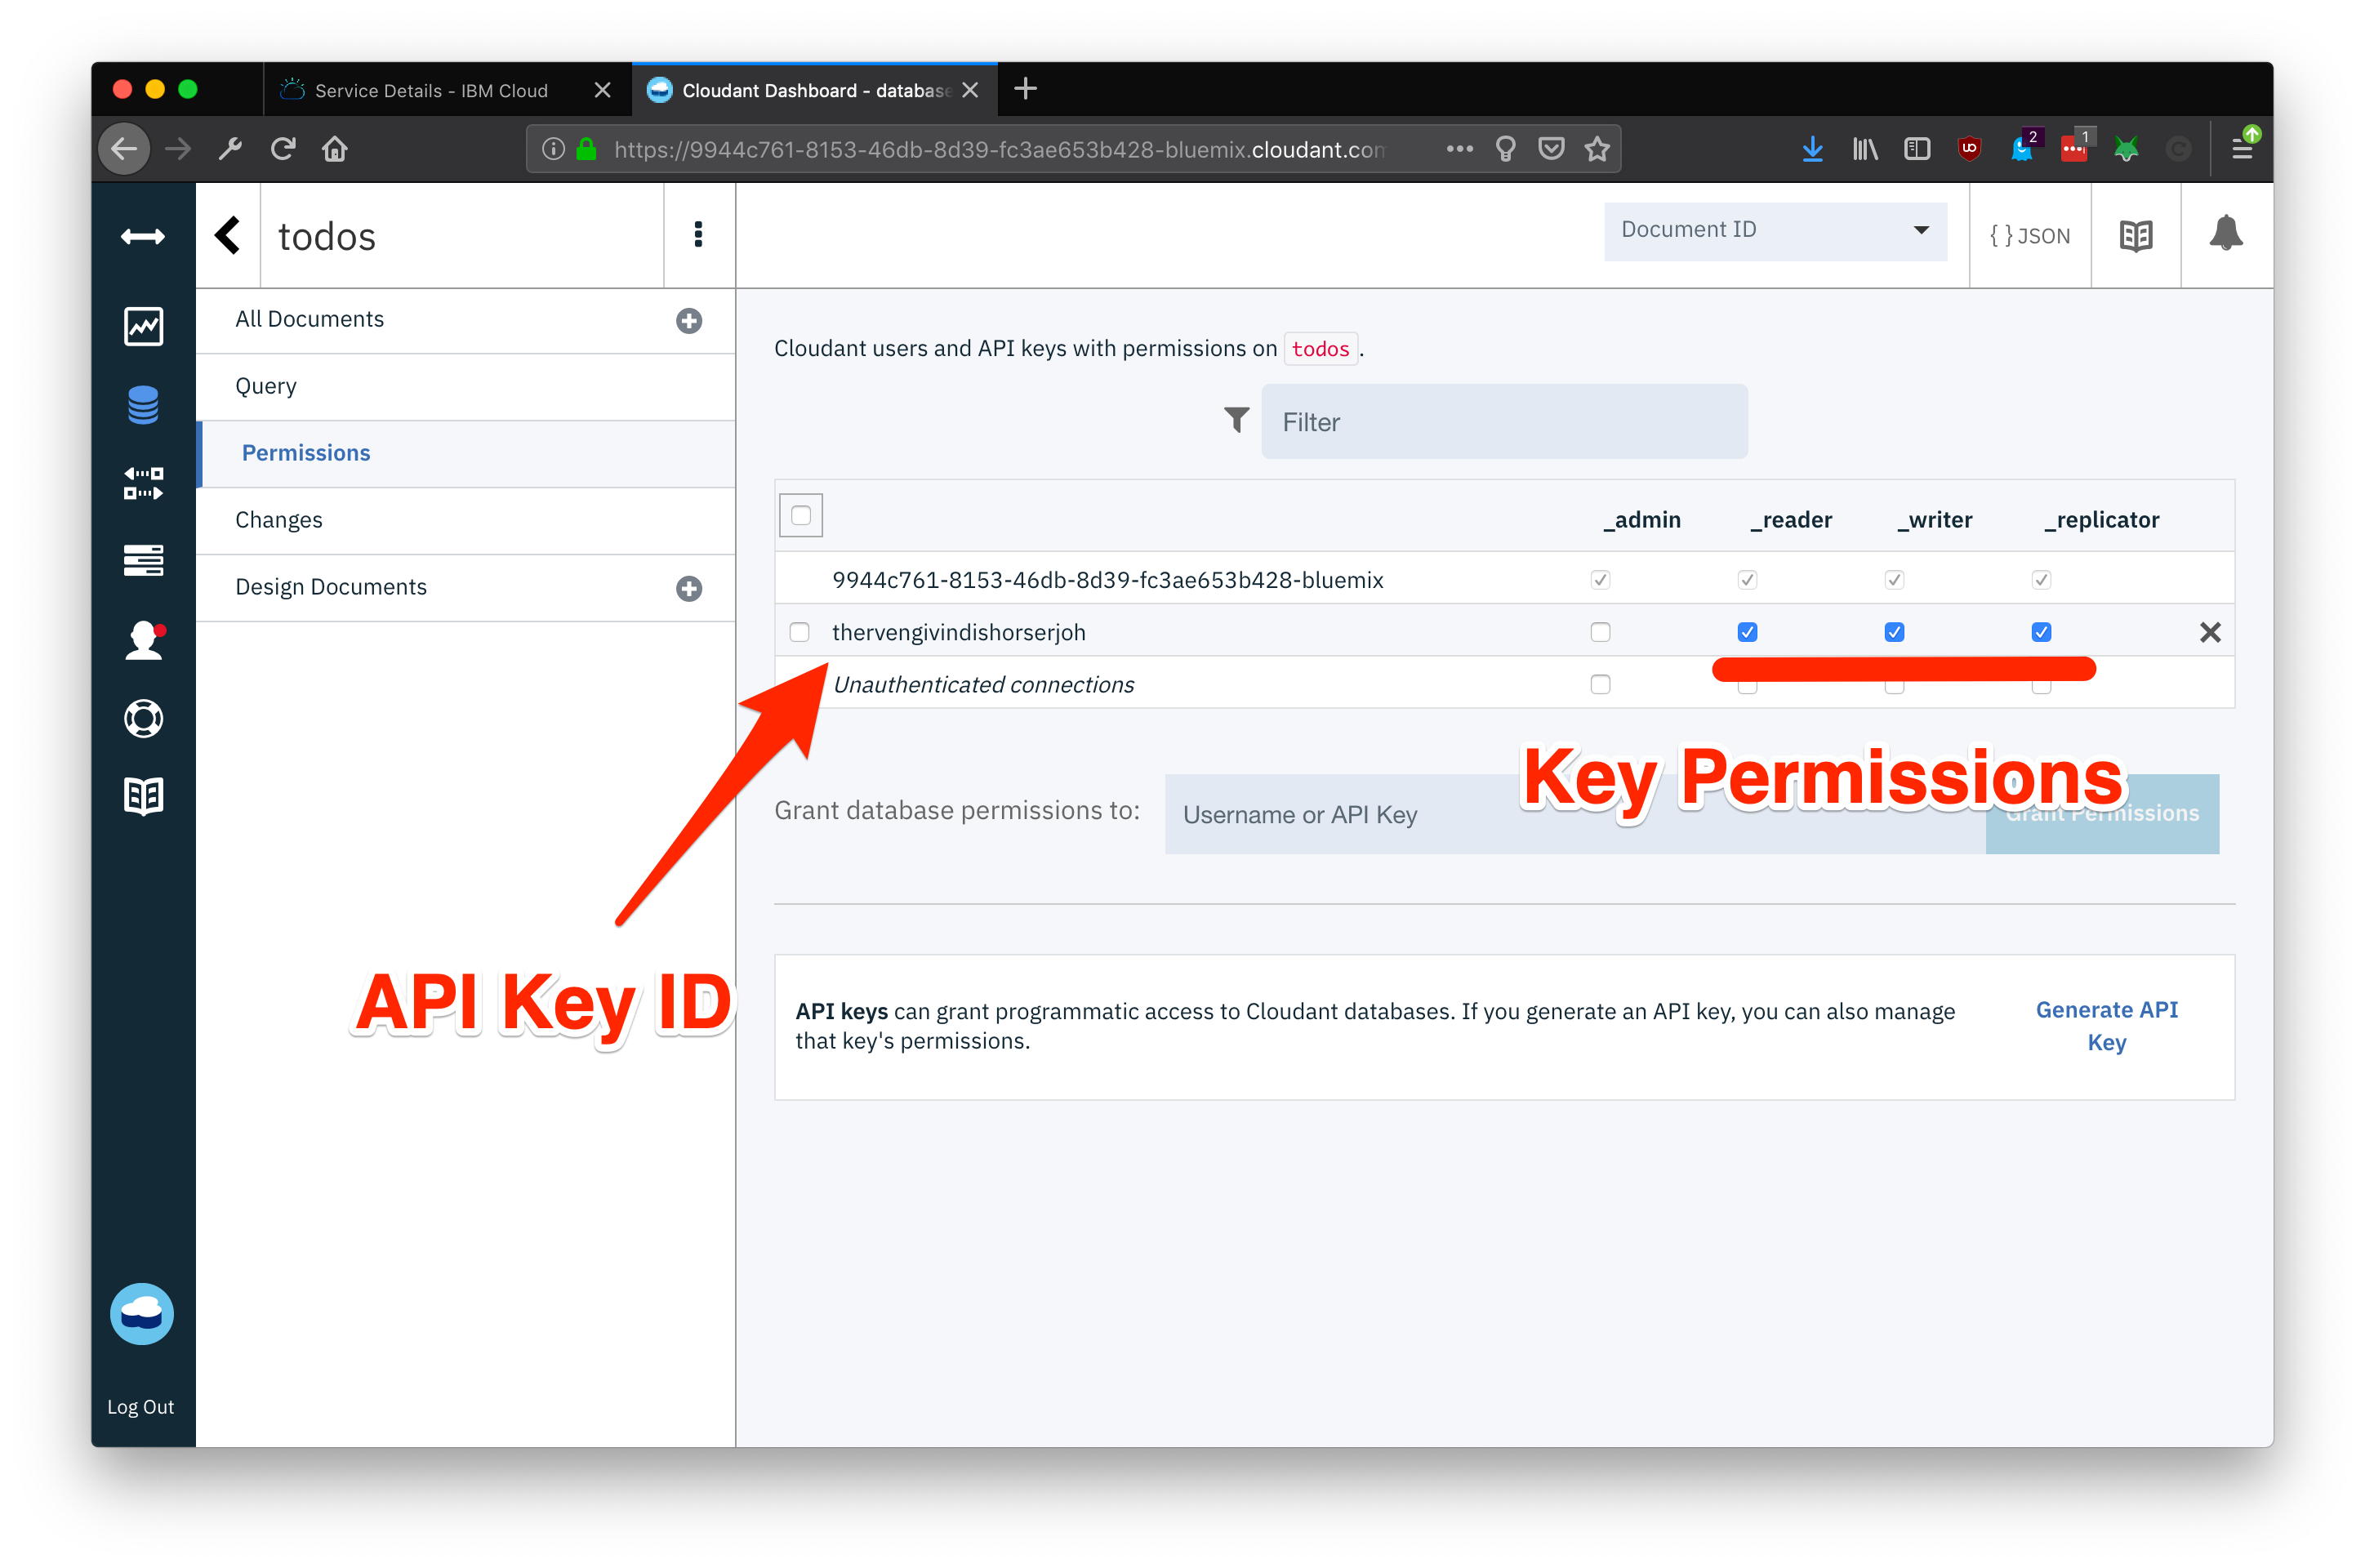 Service Details - IBM Cloud
Cloudant Dashboard - database
https://9944c761-8153-46db-8d39-fc3ae653b428-bluemix.cloudant.com
2
1
todos
Document ID
{ } JSON
All Documents
Query
Permissions
Changes
Design Documents
Cloudant users and API keys with permissions on todos .
Filter
_admin _reader _writer _replicator
9944c761-8153-46db-8d39-fc3ae653b428-bluemix
thervengivindishorserjoh
Unauthenticated connections
Key Permissions
Grant database permissions to: Username or API Key Grant Permissions
API Key ID
API keys can grant programmatic access to Cloudant databases. If you generate an API key, you can also manage
that key's permissions.
Generate API
Key
Log Out